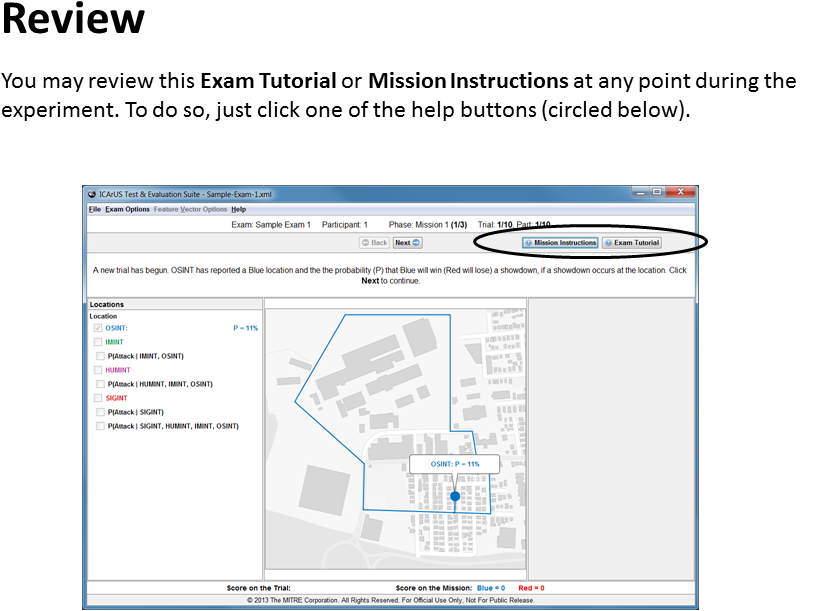 Review
You may review this Exam Tutorial or Mission Instructions at any point during the
experiment. To do so, just click one of the help buttons (circled below).
ICArUS Test & Evaluation Suite - Sample-Exam-1.xml
File Exam Options Feature Vector Options Help
Exam: Sample Exam 1 Participant: 1 Phase: Mission 1 (1/3) Trial: 1/10, Part: 1/10
Back Next Mission Instructions Exam Tutorial
A new trial has begun. OSINT has reported a Blue location and the the probability (P) that Blue will win (Red will lose) a showdown, if a showdown occurs at the location. Click
Next to continue.
Locations
Location
OSINT: P = 11%
IMINT
P(Attack | IMINT, OSINT)
HUMINT
P(Attack | HUMINT, IMINT, OSINT)
SIGINT
P(Attack | SIGINT)
P(Attack | SIGINT, HUMINT, IMINT, OSINT)
OSINT: P = 11%
Score on the Trial: Score on the Mission: Blue = 0 Red = 0
© 2013 The MITRE Corporation. All Rights Reserved. For Official Use Only, Not For Public Release.